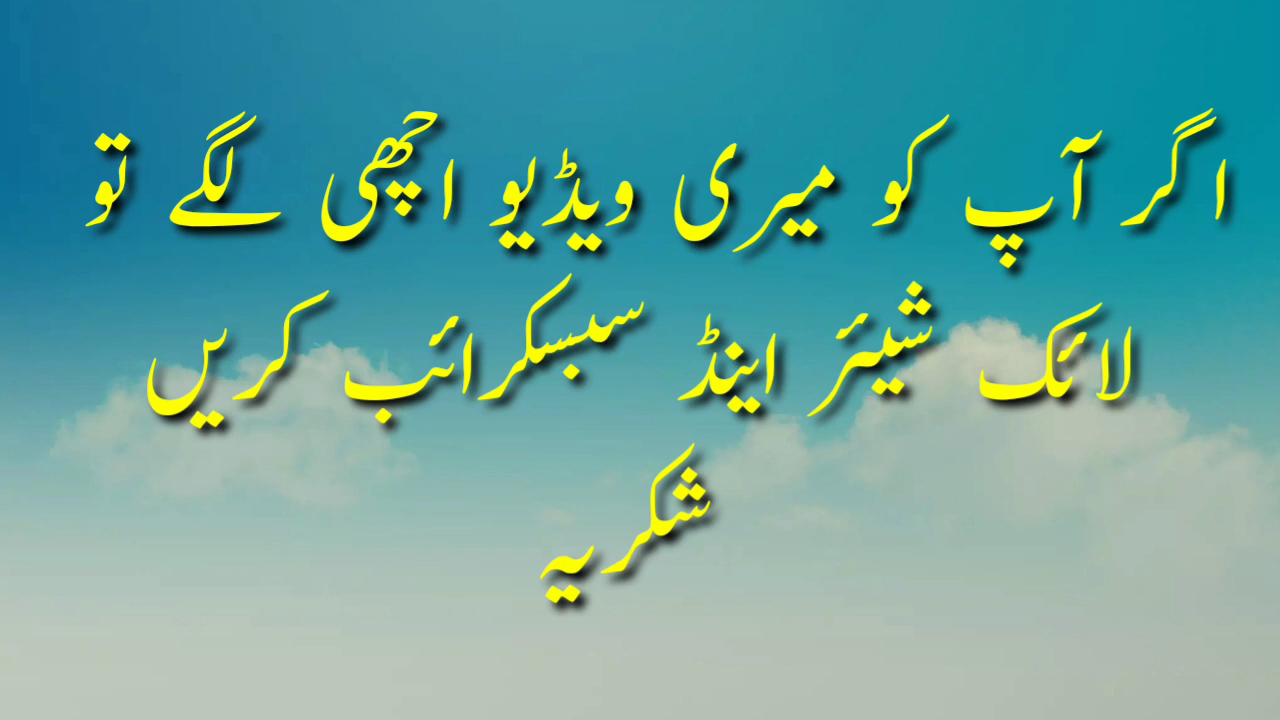 اگر آپ کو میری ویڈیو اچھی لگے تو
لائک شیئر اینڈ سبسکرائب کریں
شکریہ